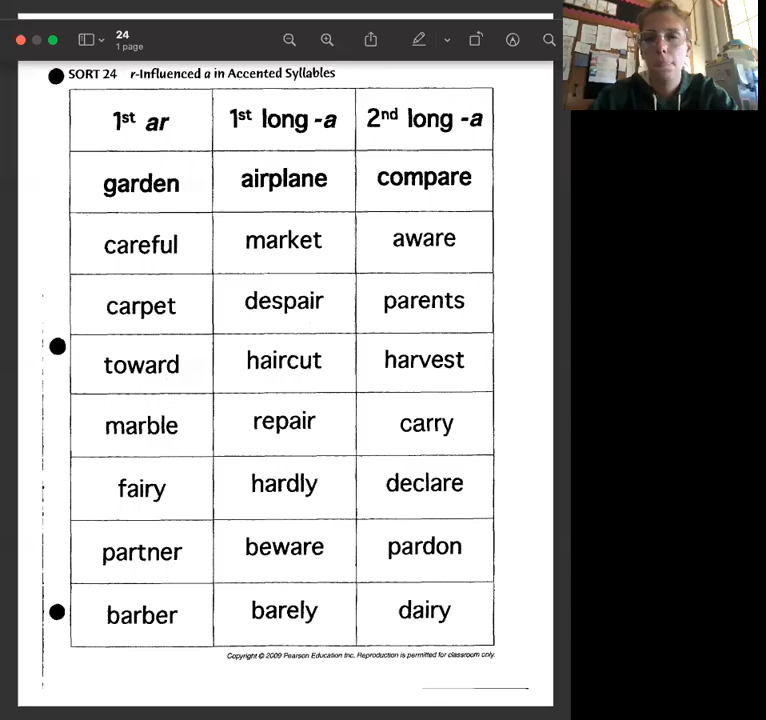 24
1 page
SORT 24 r-Influenced a in Accented Syllables
1st ar 1st long -a 2nd long -a
garden airplane compare
careful market aware
carpet despair parents
toward haircut harvest
marble repair carry
fairy hardly declare
partner beware pardon
barber barely dairy
Copyright © 2009 Pearson Education Inc. Reproduction is permitted for classroom only.